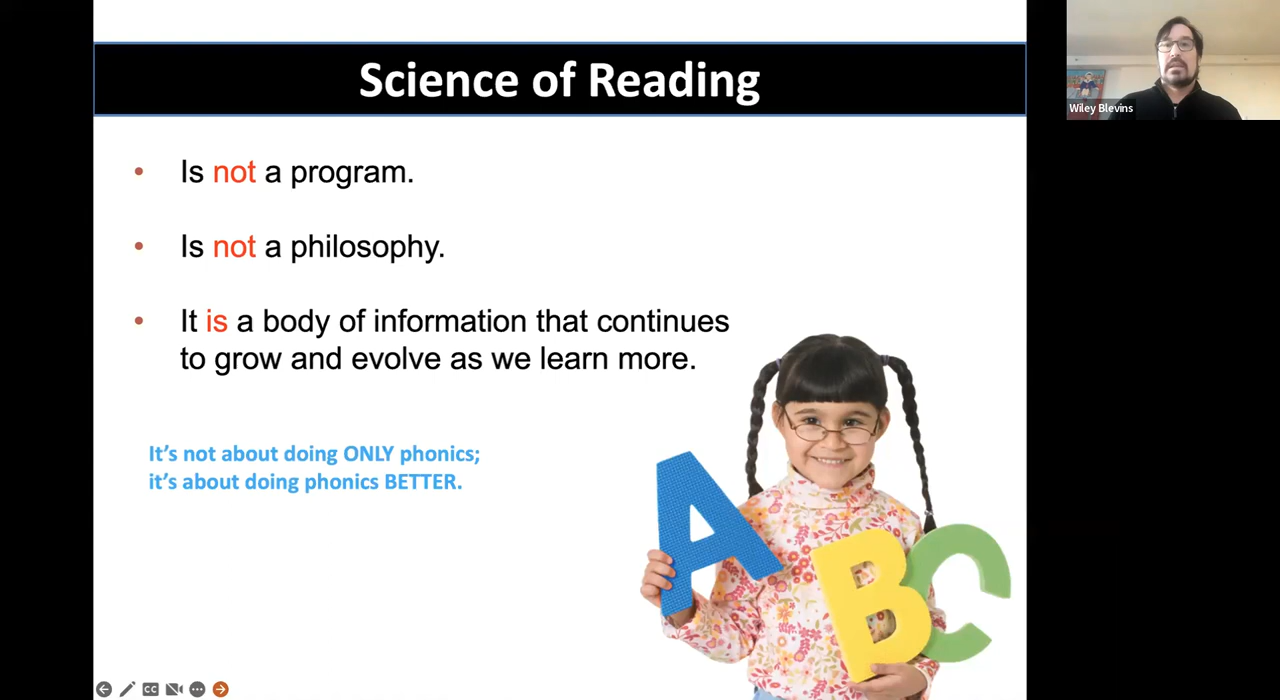 Science of Reading
Wiley Blevins
• Is not a program.
• Is not a philosophy.
• It is a body of information that continues
to grow and evolve as we learn more.
It's not about doing ONLY phonics;
it's about doing phonics BETTER.
A
B
C
CC